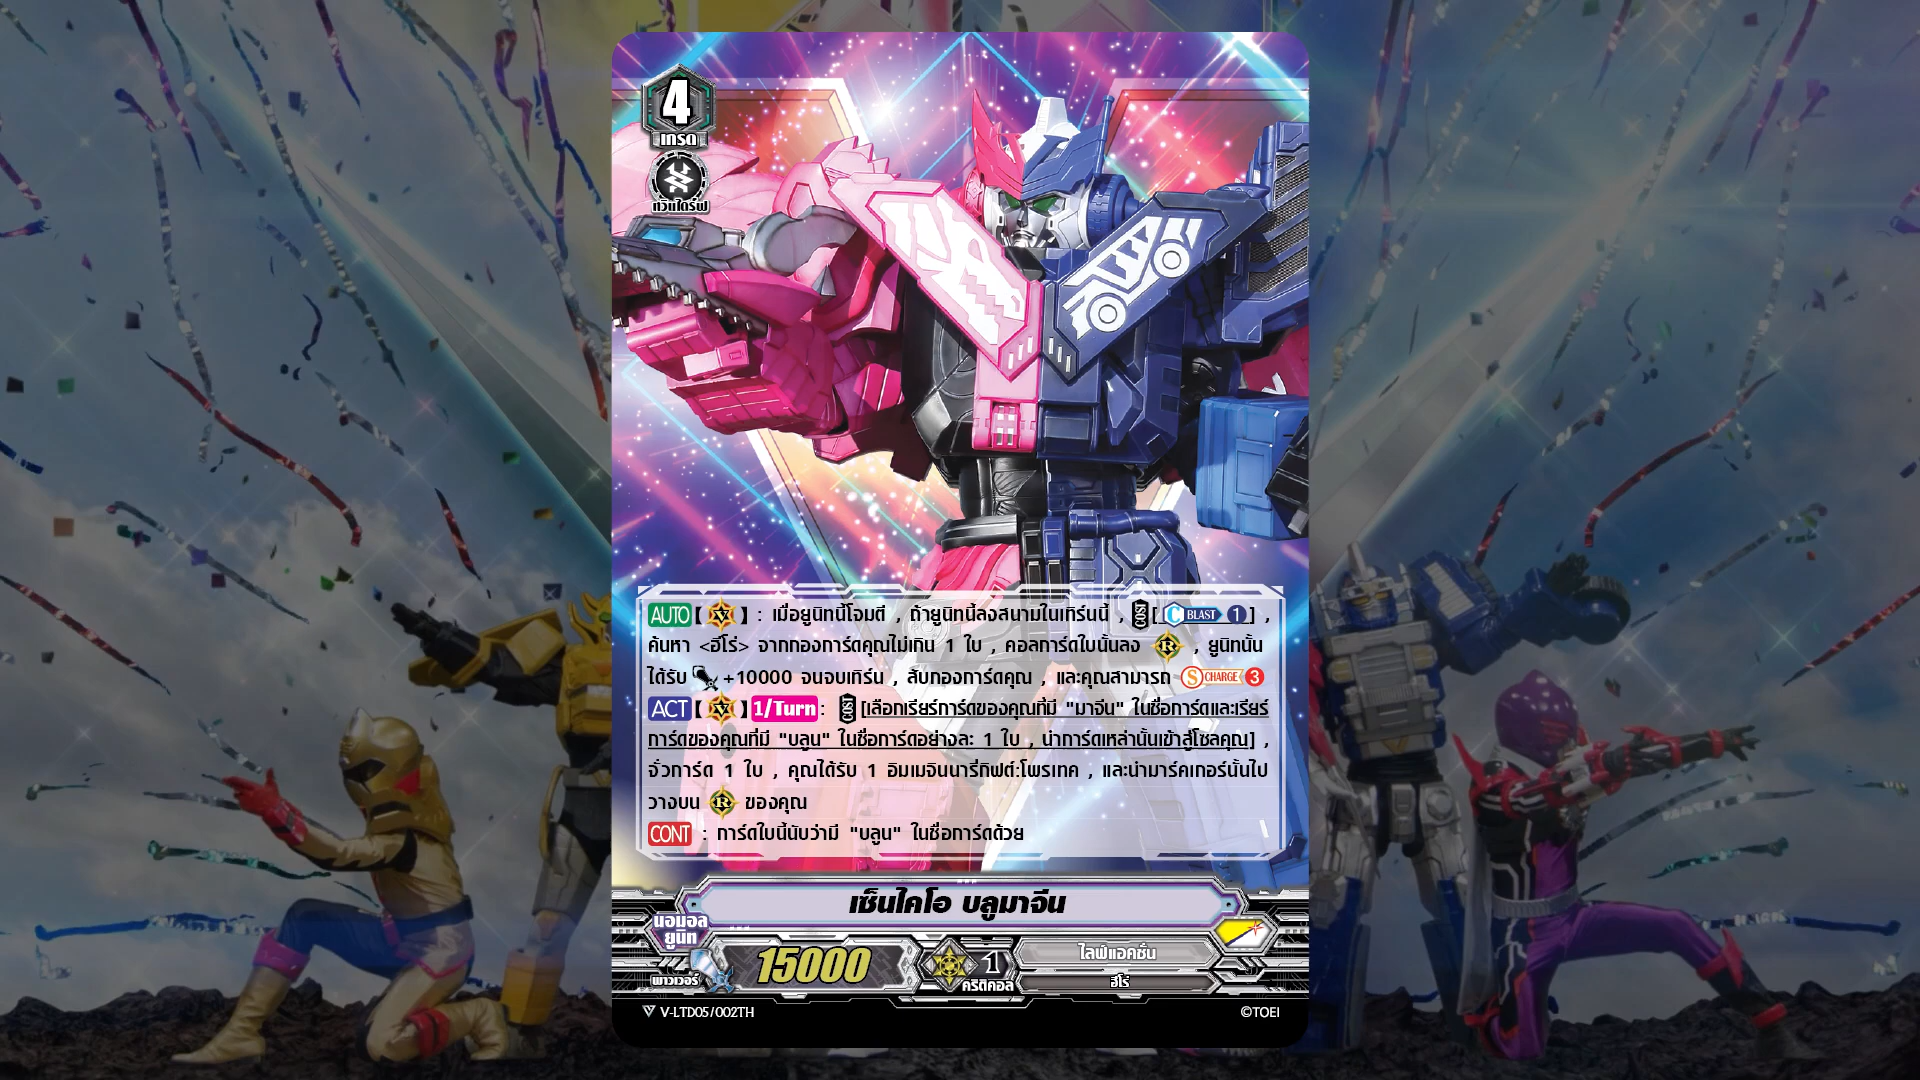 4
เกรด
ทวินไดร์ฟ
AUTO【 V 】 : เมื่อยูนิทนี้โจมตี , ถ้ายูนิทนี้ลงสนามในเทิร์นนี้ , COST [ C BLAST 1 ] ,
ค้นหา <ฮีโร่> จากกองการ์ดคุณไม่เกิน 1 ใบ , คอลการ์ดใบนั้นลง R , ยูนิทนั้น
ได้รับ +10000 จนจบเทิร์น , สับกองการ์ดคุณ , และคุณสามารถ S CHARGE 3
ACT【 V 】1/Turn : COST [เลือกเรียร์การ์ดของคุณที่มี "มาจีน" ในชื่อการ์ดและเรียร์
การ์ดของคุณที่มี "บลูน" ในชื่อการ์ดอย่างละ 1 ใบ , นำการ์ดเหล่านั้นเข้าสู่โซลคุณ] ,
จั่วการ์ด 1 ใบ , คุณได้รับ 1 อิมเมจินนารี่กิฟต์:โพรเทค , และนำมาร์คเกอร์นั้นไป
วางบน R ของคุณ
CONT : การ์ดใบนี้นับว่ามี "บลูน" ในชื่อการ์ดด้วย
เซ็นไคโอ บลูมาจีน
นอมอล
ยูนิท
พาวเวอร์
15000
1
คริติคอล
ไลฟ์แอคชั่น
ฮีโร่
V-LTD05/002TH
©TOEI